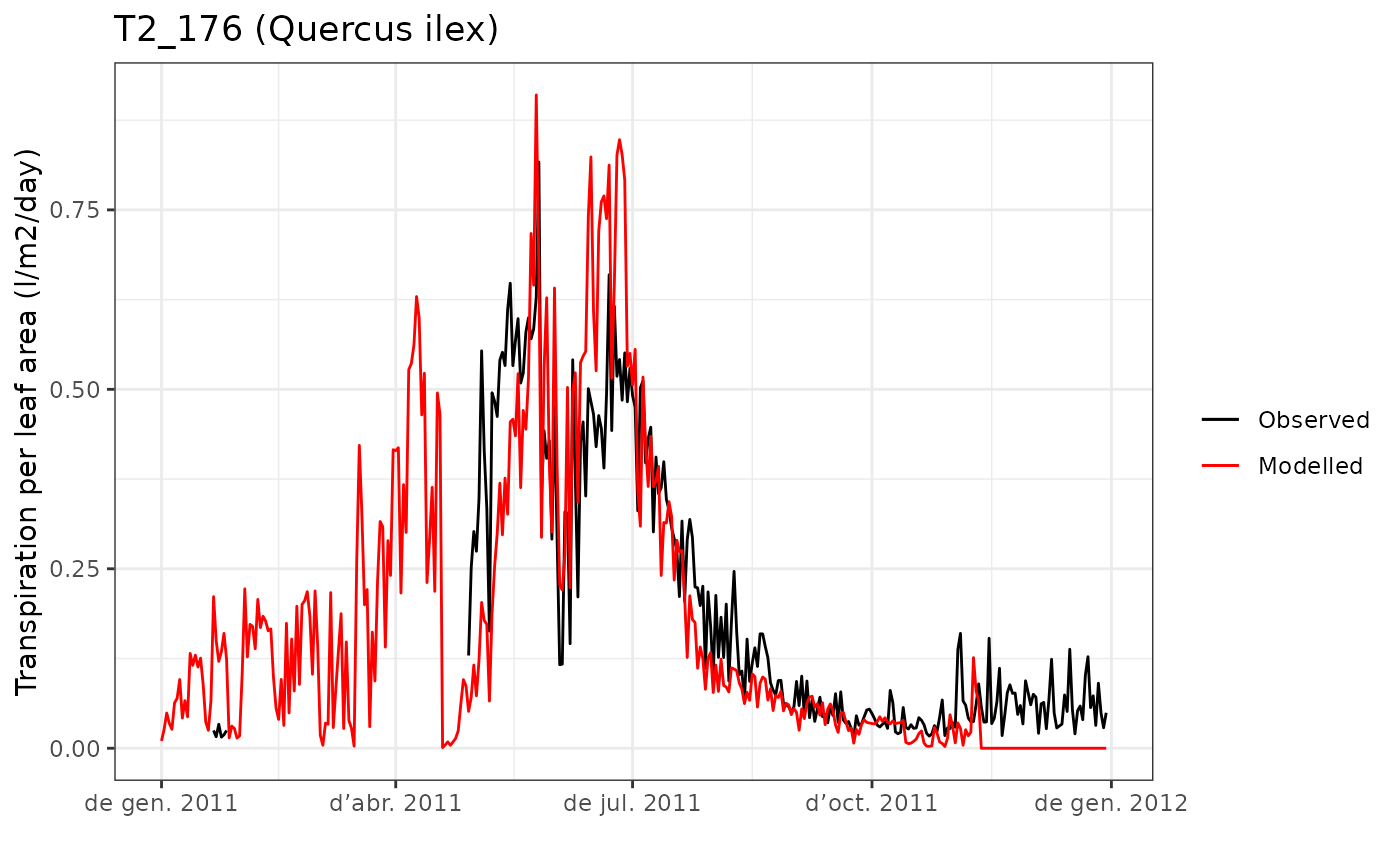 T2_176 (Quercus ilex)
Transpiration per leaf area (l/m2/day)
0.75
0.50
0.25
0.00
de gen. 2011
d’abr. 2011
de jul. 2011
d’oct. 2011
de gen. 2012
Observed
Modelled